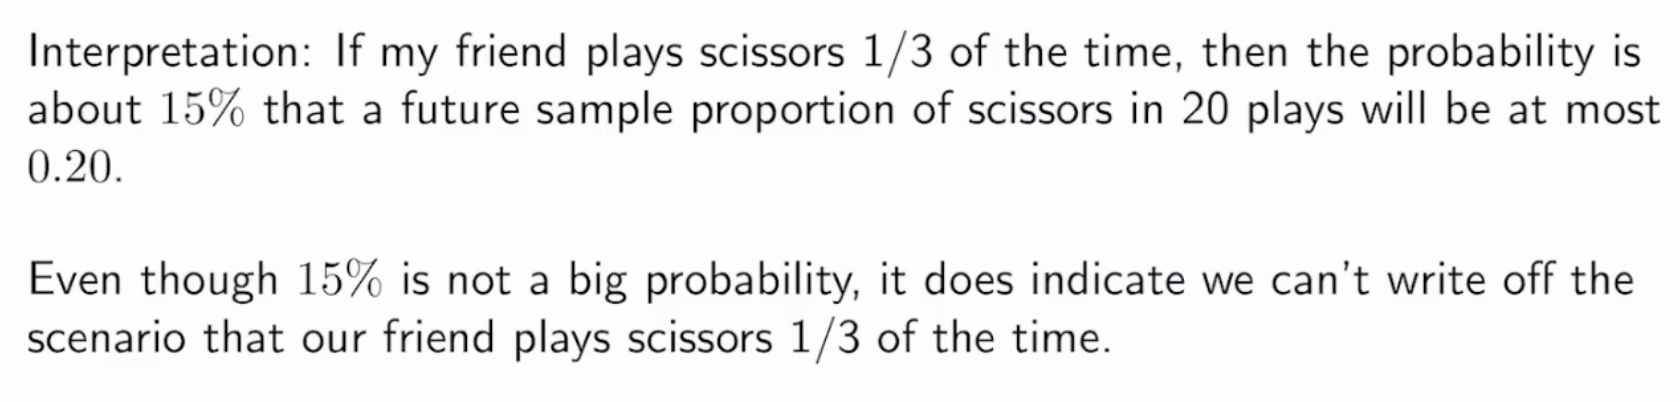 Interpretation: If my friend plays scissors 1/3 of the time, then the probability is
about 15% that a future sample proportion of scissors in 20 plays will be at most
0.20.
Even though 15% is not a big probability, it does indicate we can't write off the
scenario that our friend plays scissors 1/3 of the time.